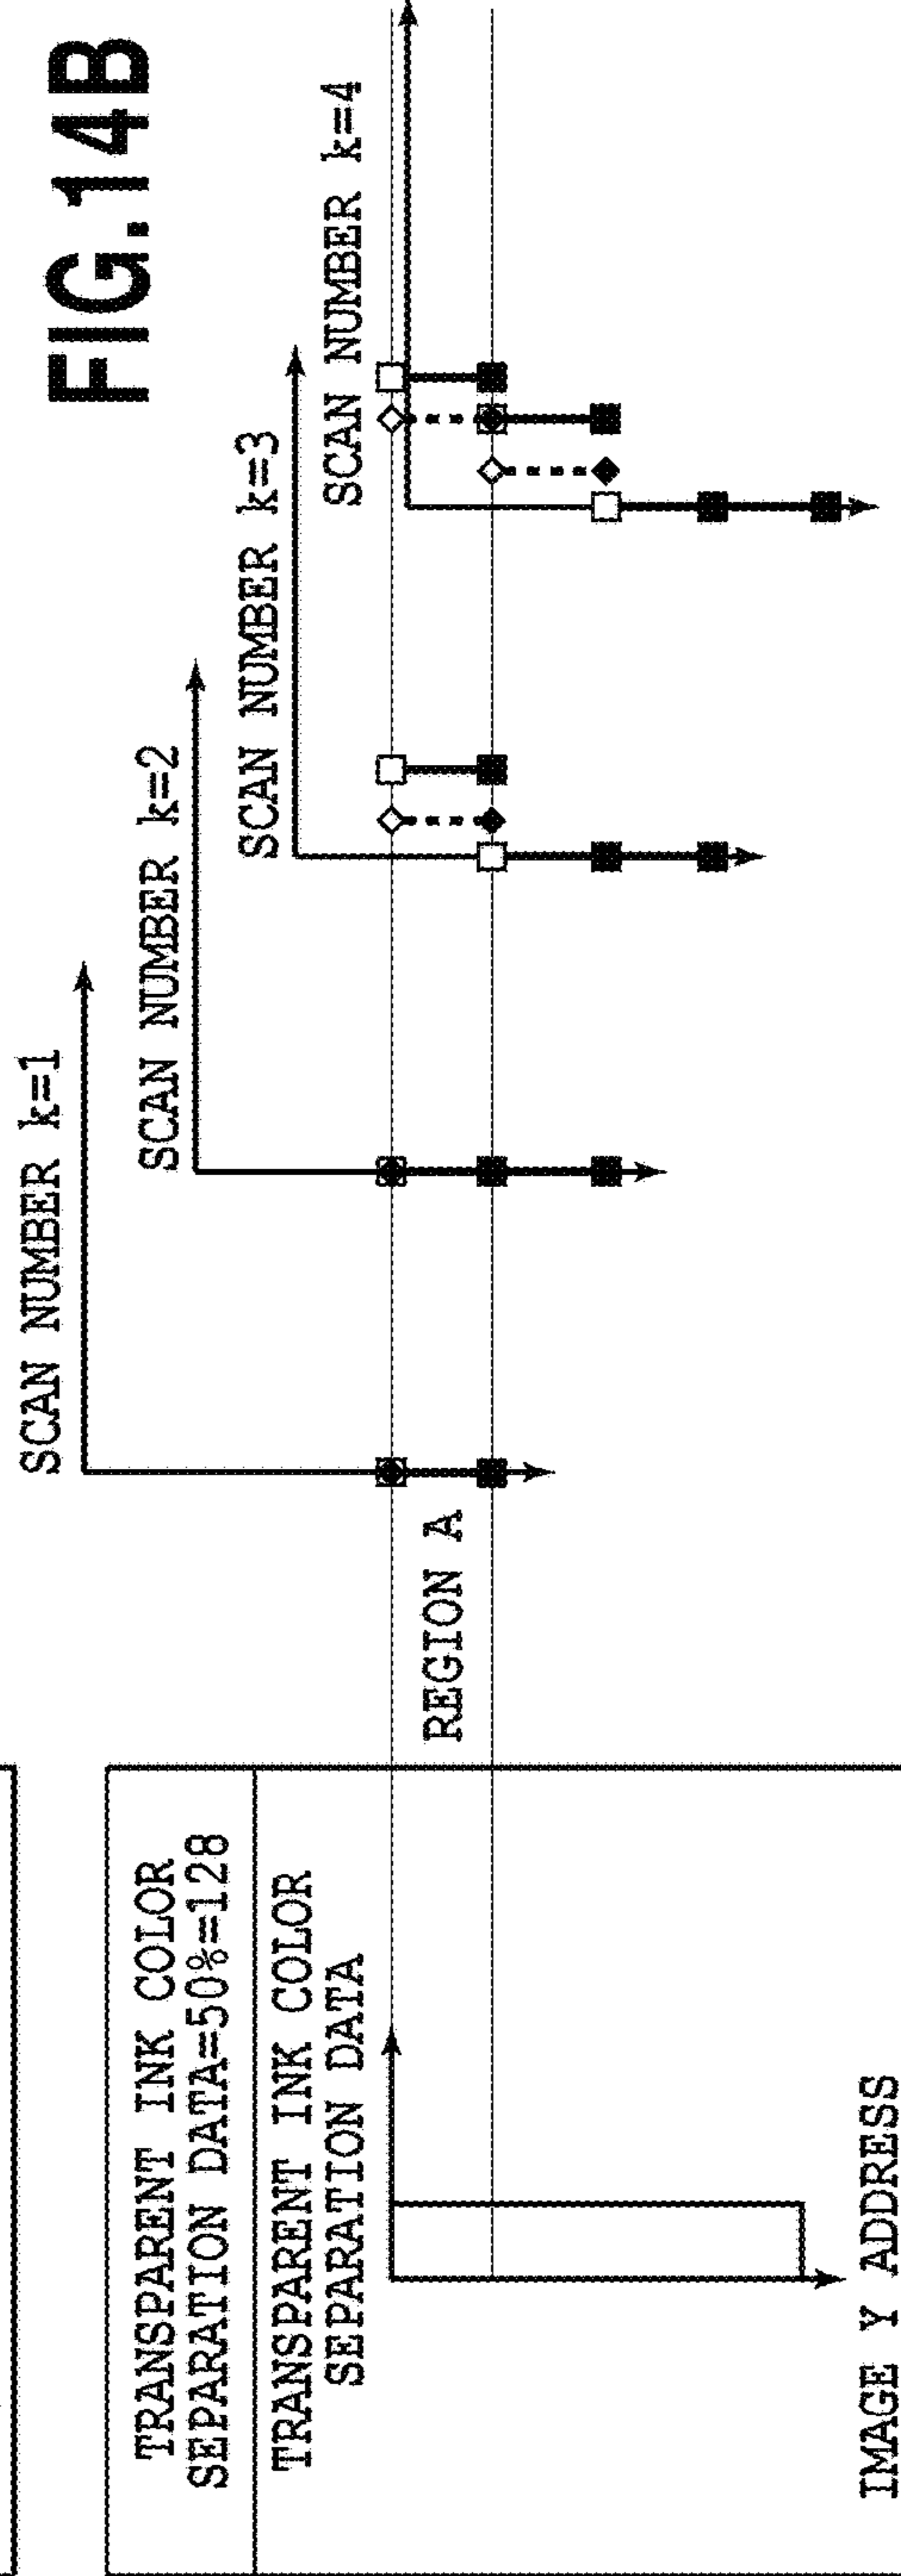 FIG.14B
TRANSPARENT INK COLOR
SEPARATION DATA=50%=128
TRANSPARENT INK COLOR
SEPARATION DATA
IMAGE Y ADDRESS
REGION A
SCAN NUMBER k=1
SCAN NUMBER k=2
SCAN NUMBER k=3
SCAN NUMBER k=4